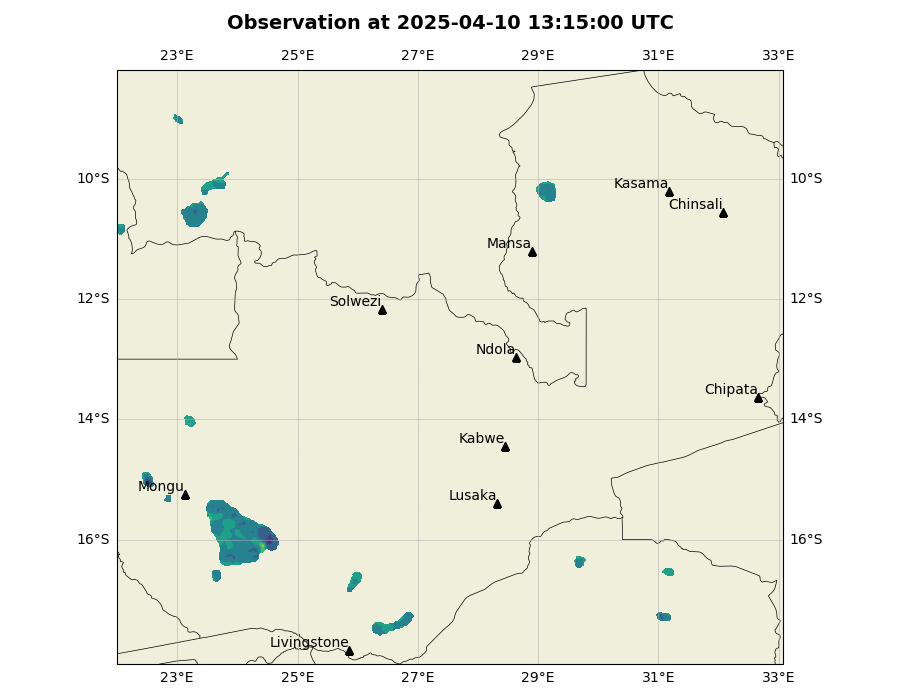 Observation at 2025-04-10 13:15:00 UTC
23°E 25°E 27°E 29°E 31°E 33°E
10°S 10°S
Kasama
Chinsali
Mansa
12°S 12°S
Solwezi
Ndola
Chipata
14°S 14°S
Kabwe
Mongu
Lusaka
16°S 16°S
Livingstone
23°E 25°E 27°E 29°E 31°E 33°E